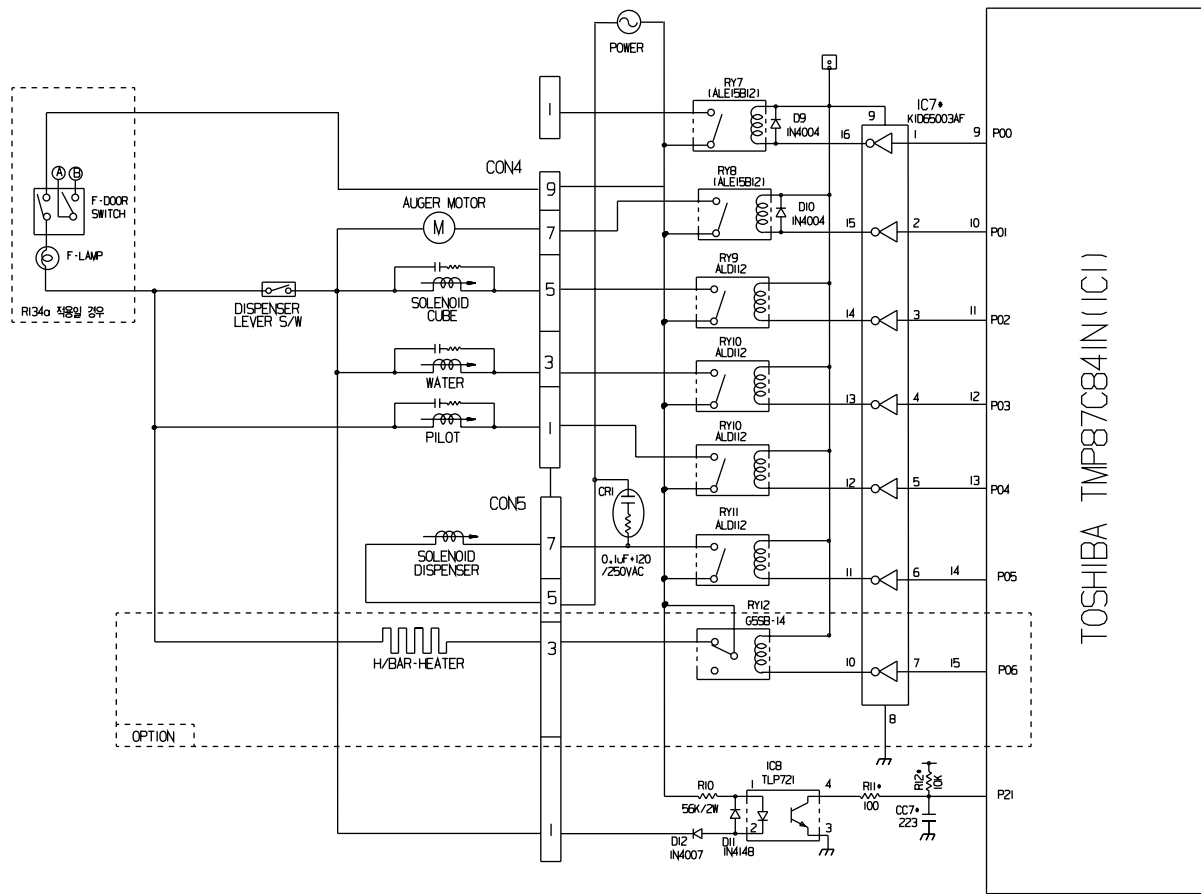 POWER
RY7
(ALE15B12)
D9
IN4004
IC7*
KID65003AF
9
16
1
9
P00
1
CON4
A
B
F-DOOR
SWITCH
F-LAMP
R134a 적용일 경우
9
AUGER MOTOR
M
7
RY8
(ALE15B12)
D10
IN4004
15
2
10
P01
DISPENSER
LEVER S/W
SOLENOID
CUBE
5
RY9
ALD112
14
3
11
P02
WATER
3
RY10
ALD112
13
4
12
P03
PILOT
1
RY10
ALD112
12
5
13
P04
CON5
CR1
0.1uF+120
/250VAC
SOLENOID
DISPENSER
7
RY11
ALD112
11
6
14
P05
5
RY12
G5SB-14
H/BAR-HEATER
3
10
7
15
P06
OPTION
8
IC8
TLP721
R10
56K/2W
1
4
R11*
100
R12*
10K
P21
CC7*
223
1
D12
IN4007
D11
IN4148
2
3
TOSHIBA TMP87C841N(IC1)